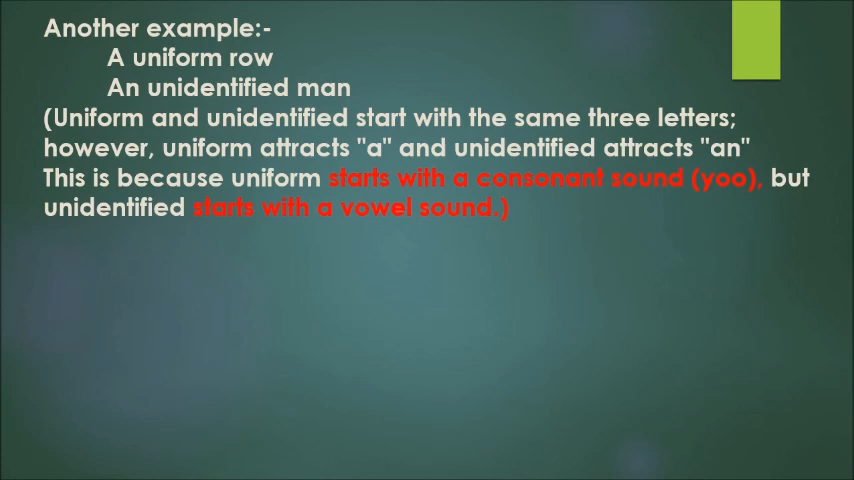 Another example:-
A uniform row
An unidentified man
(Uniform and unidentified start with the same three letters;
however, uniform attracts "a" and unidentified attracts "an"
This is because uniform starts with a consonant sound (yoo), but
unidentified starts with a vowel sound.)